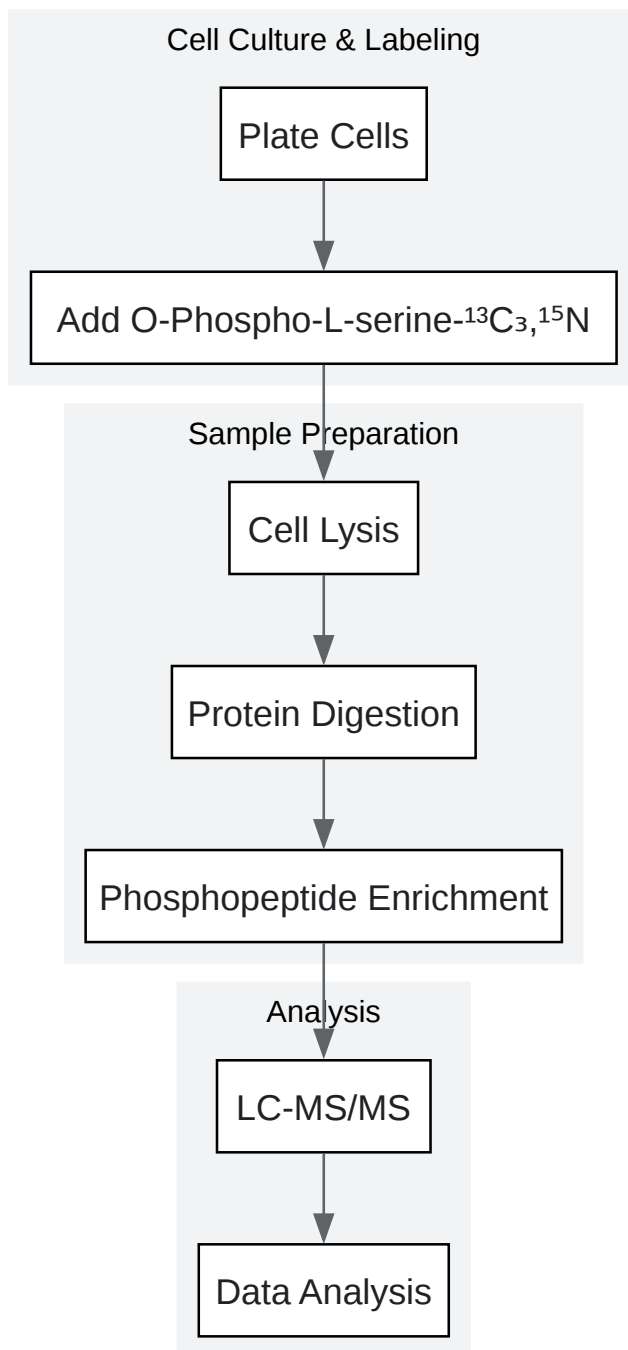 Cell Culture & Labeling
Plate Cells
Add O-Phospho-L-serine-¹³C₃,¹⁵N
Sample Preparation
Cell Lysis
Protein Digestion
Phosphopeptide Enrichment
Analysis
LC-MS/MS
Data Analysis